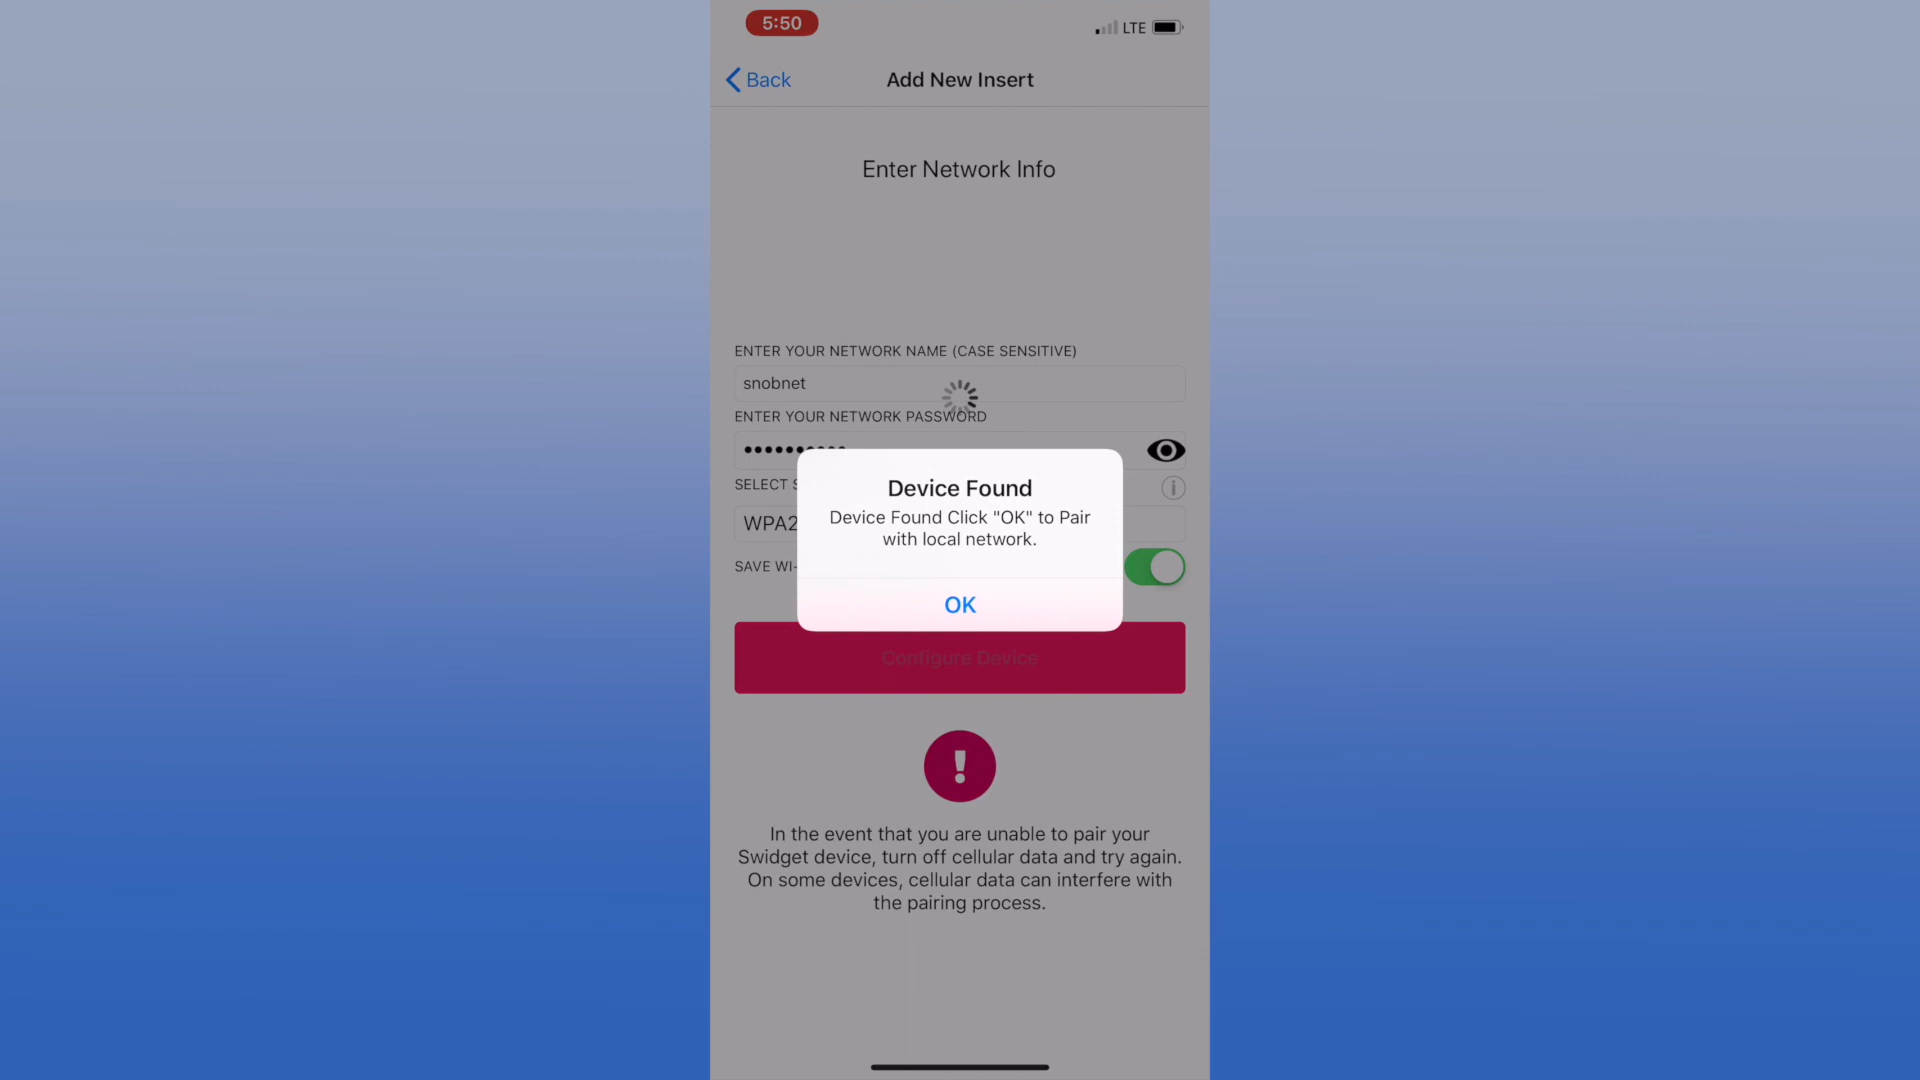 5:50
LTE
Back
Add New Insert
Enter Network Info
ENTER YOUR NETWORK NAME (CASE SENSITIVE)
snobnet
ENTER YOUR NETWORK PASSWORD
••••••••••
SELECT
WPA2
SAVE WI-
Device Found
Device Found Click "OK" to Pair
with local network.
OK
Configure Device
In the event that you are unable to pair your
Swidget device, turn off cellular data and try again.
On some devices, cellular data can interfere with
the pairing process.